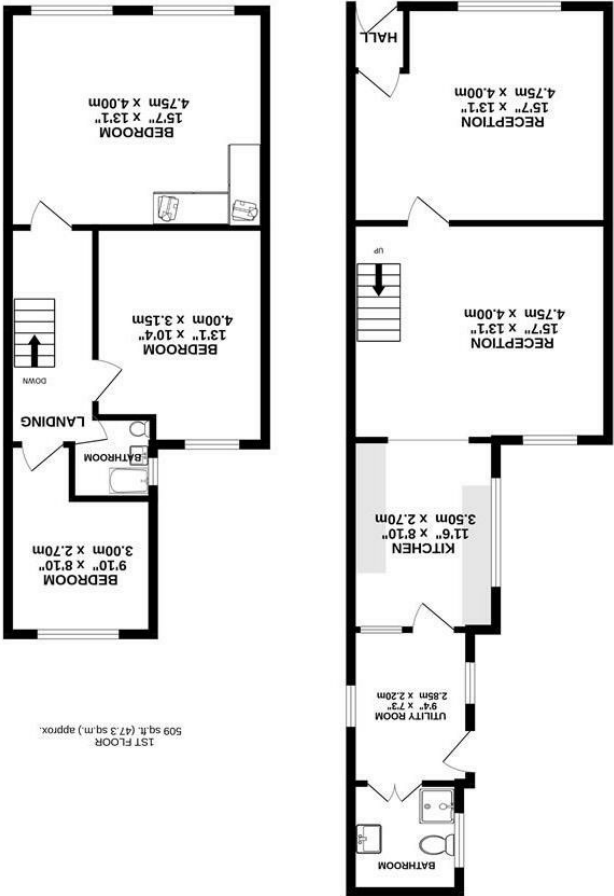 BATHROOM
UTILITY ROOM
9'4" x 7'3"
2.85m x 2.20m
KITCHEN
11'6" x 8'10"
3.50m x 2.70m
RECEPTION
15'7" x 13'1"
4.75m x 4.00m
UP
RECEPTION
15'7" x 13'1"
4.75m x 4.00m
HALL
1ST FLOOR
509 sq.ft. (47.3 sq.m.) approx.
BEDROOM
9'10" x 8'10"
3.00m x 2.70m
BATHROOM
LANDING
DOWN
BEDROOM
13'1" x 10'4"
4.00m x 3.15m
BEDROOM
15'7" x 13'1"
4.75m x 4.00m